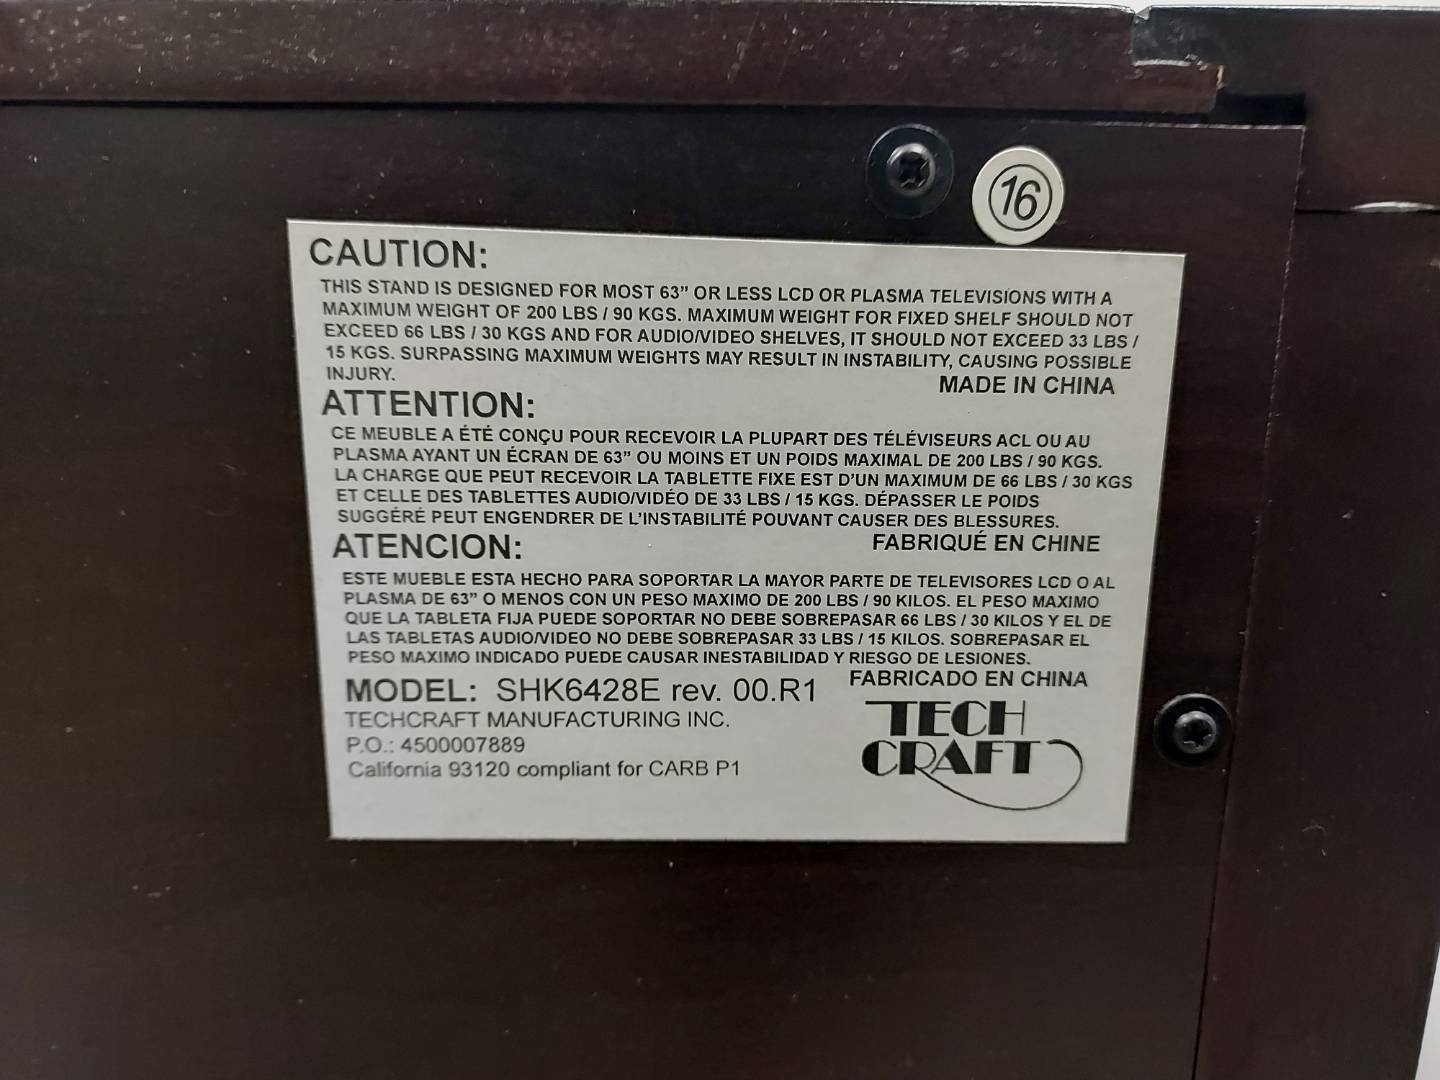 16
CAUTION:
THIS STAND IS DESIGNED FOR MOST 63" OR LESS LCD OR PLASMA TELEVISIONS WITH A
MAXIMUM WEIGHT OF 200 LBS / 90 KGS. MAXIMUM WEIGHT FOR FIXED SHELF SHOULD NOT
EXCEED 66 LBS / 30 KGS AND FOR AUDIO/VIDEO SHELVES, IT SHOULD NOT EXCEED 33 LBS /
15 KGS. SURPASSING MAXIMUM WEIGHTS MAY RESULT IN INSTABILITY, CAUSING POSSIBLE
INJURY.
MADE IN CHINA
ATTENTION:
CE MEUBLE A ÉTÉ CONÇU POUR RECEVOIR LA PLUPART DES TÉLÉVISEURS ACL OU AU
PLASMA AYANT UN ÉCRAN DE 63" OU MOINS ET UN POIDS MAXIMAL DE 200 LBS / 90 KGS.
LA CHARGE QUE PEUT RECEVOIR LA TABLETTE FIXE EST D'UN MAXIMUM DE 66 LBS / 30 KGS
ET CELLE DES TABLETTES AUDIO/VIDÉO DE 33 LBS / 15 KGS. DÉPASSER LE POIDS
SUGGÉRÉ PEUT ENGENDRER DE L'INSTABILITÉ POUVANT CAUSER DES BLESSURES.
FABRIQUÉ EN CHINE
ATENCION:
ESTE MUEBLE ESTA HECHO PARA SOPORTAR LA MAYOR PARTE DE TELEVISORES LCD O AL
PLASMA DE 63" O MENOS CON UN PESO MAXIMO DE 200 LBS / 90 KILOS. EL PESO MAXIMO
QUE LA TABLETA FIJA PUEDE SOPORTAR NO DEBE SOBREPASAR 66 LBS / 30 KILOS Y EL DE
LAS TABLETAS AUDIO/VIDEO NO DEBE SOBREPASAR 33 LBS / 15 KILOS. SOBREPASAR EL
PESO MAXIMO INDICADO PUEDE CAUSAR INESTABILIDAD Y RIESGO DE LESIONES.
FABRICADO EN CHINA
MODEL: SHK6428E rev. 00.R1
TECHCRAFT MANUFACTURING INC.
P.O.: 4500007889
California 93120 compliant for CARB P1
TECH
CRAFT